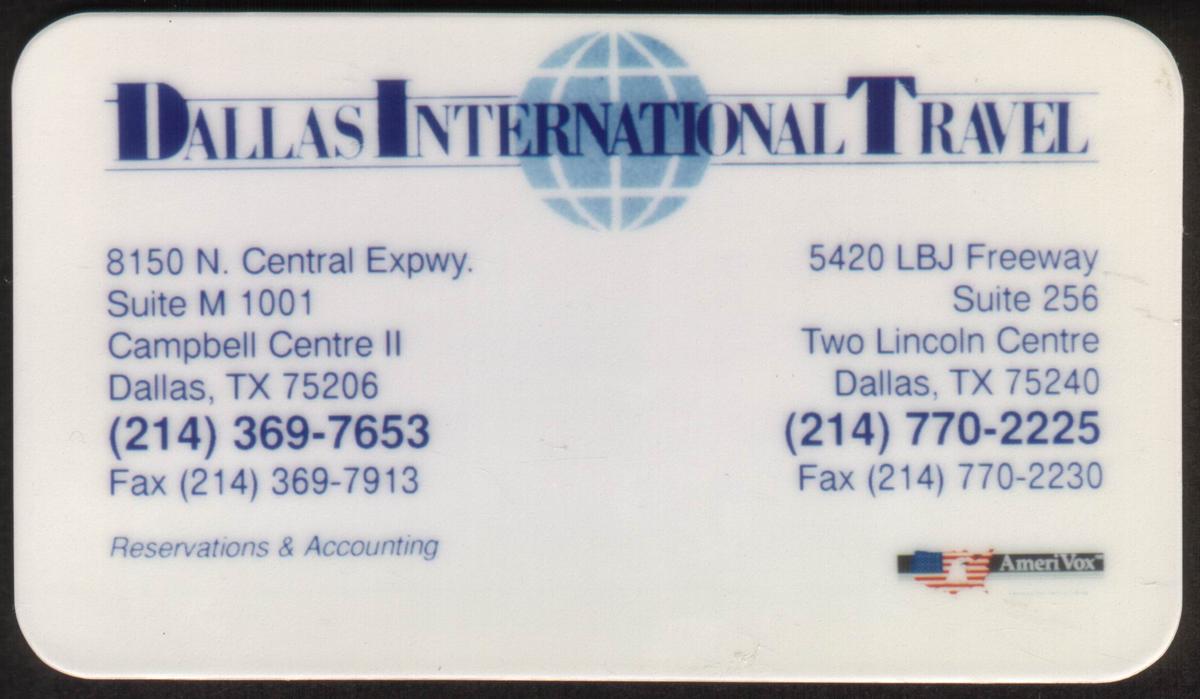 DALLAS INTERNATIONAL TRAVEL
8150 N. Central Expwy.
Suite M 1001
Campbell Centre II
Dallas, TX 75206
(214) 369-7653
Fax (214) 369-7913
Reservations & Accounting
5420 LBJ Freeway
Suite 256
Two Lincoln Centre
Dallas, TX 75240
(214) 770-2225
Fax (214) 770-2230
AmeriVox